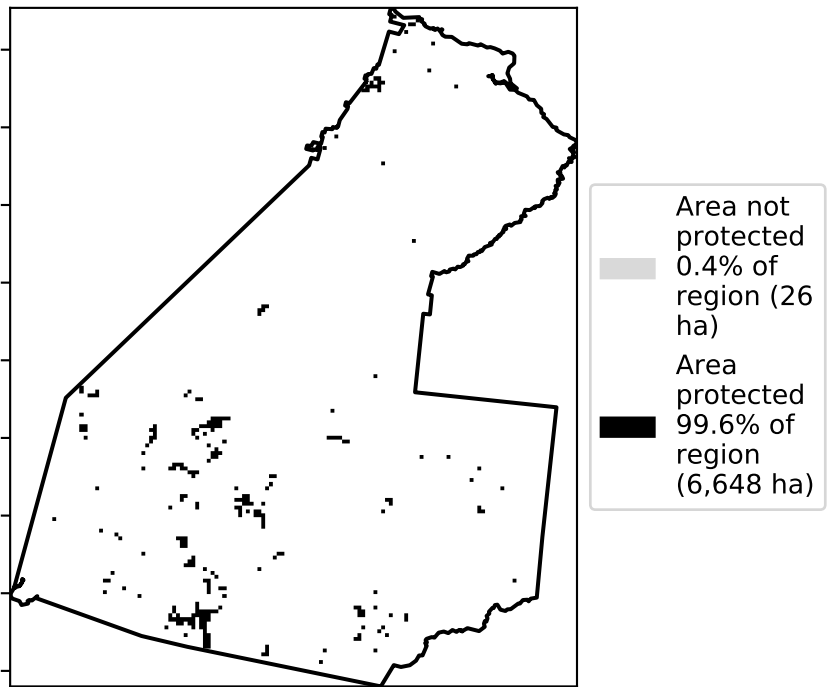 Area not
protected
0.4% of
region (26
ha)
Area
protected
99.6% of
region
(6,648 ha)